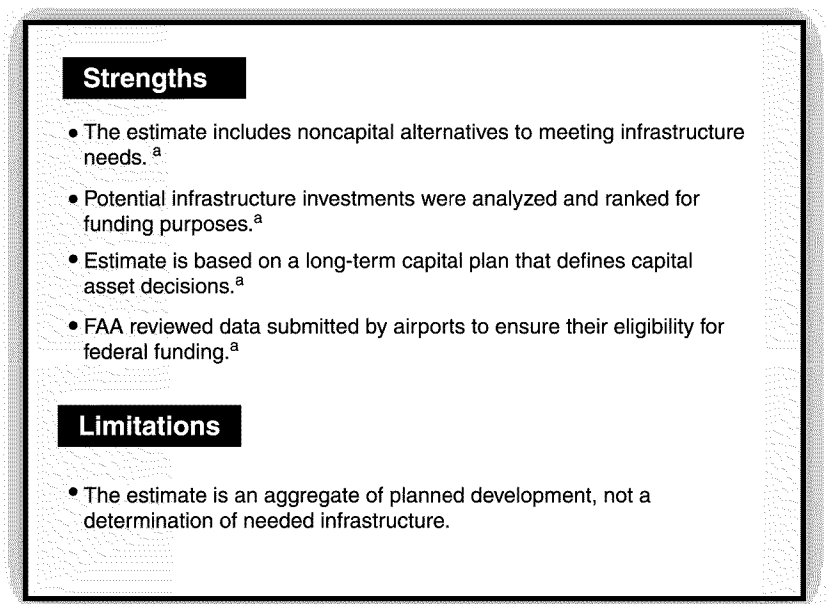 Strengths
• The estimate includes noncapital alternatives to meeting infrastructure
needs. a
• Potential infrastructure investments were analyzed and ranked for
funding purposes.a
• Estimate is based on a long-term capital plan that defines capital
asset decisions.a
• FAA reviewed data submitted by airports to ensure their eligibility for
federal funding.a
Limitations
• The estimate is an aggregate of planned development, not a
determination of needed infrastructure.